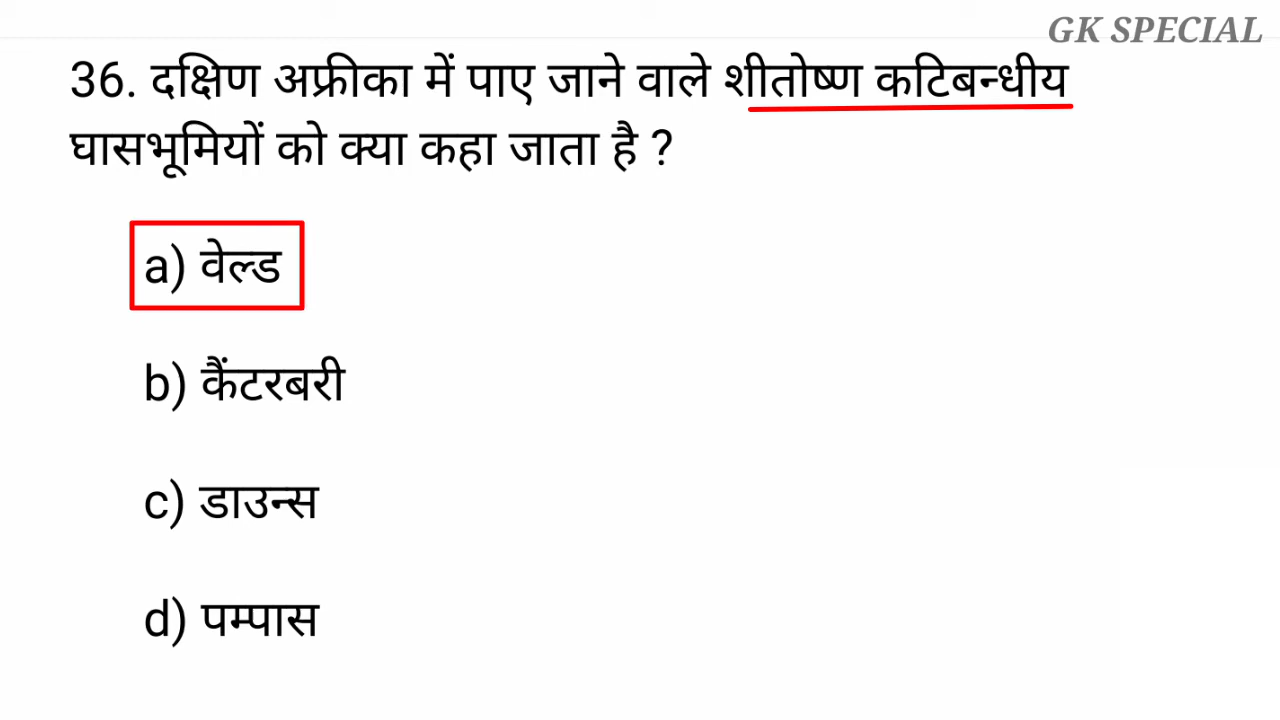 GK SPECIAL
36. दक्षिण अफ्रीका में पाए जाने वाले शीतोष्ण कटिबन्धीय
घासभूमियों को क्या कहा जाता है ?
a) वेल्ड
b) कैंटरबरी
c) डाउन्स
d) पम्पास